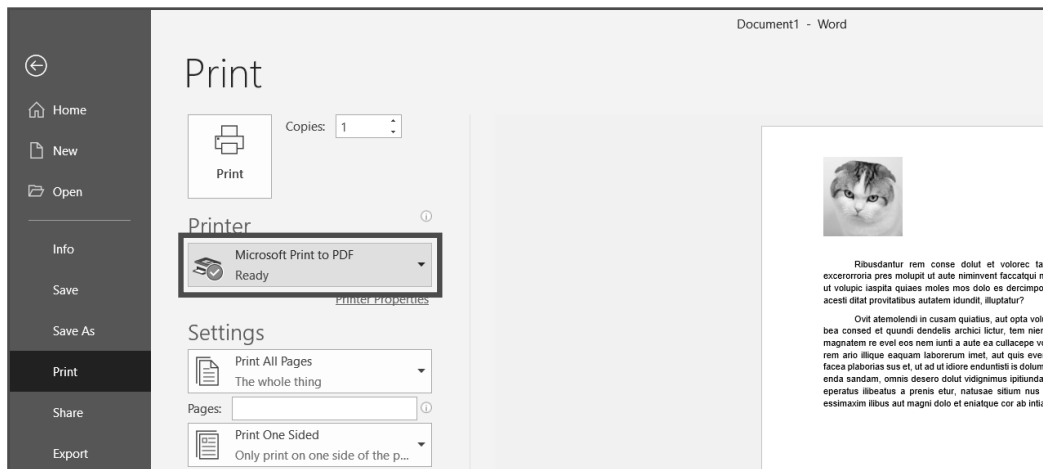 Document1 - Word
Print
Home
New
Open
Info
Save
Save As
Print
Share
Export
Print
Copies: 1
Printer
Microsoft Print to PDF
Ready
Printer Properties
Settings
Print All Pages
The whole thing
Pages:
Print One Sided
Only print on one side of the p...
Ribusdantur rem conse dolut et volorec ta
excerorroria pres molupit ut aute niminvent faccatqui
ut volupic iaspita quiaes moles mos dolo es dercimpo
acesti ditat provitatibus autatem idundit, illuptatur?
Ovit atemolendi in cusam quiatius, aut opta volu
bea consed et quundi dendelis archici lictur, tem nier
magnatem re evel eos nem iunti a aute ea cullacepe
rem ario illique eaquam laborerum imet, aut quis eve
facea plaborias sus et, ut ad ut idiore enduntisti is dolum
enda sandam, omnis desero dolut vidignimus ipitiunda
eperatus ilibeatus a prenis etur, natusae sitium nus
essimaxim ilibus aut magni dolo et eniatque cor ab intia